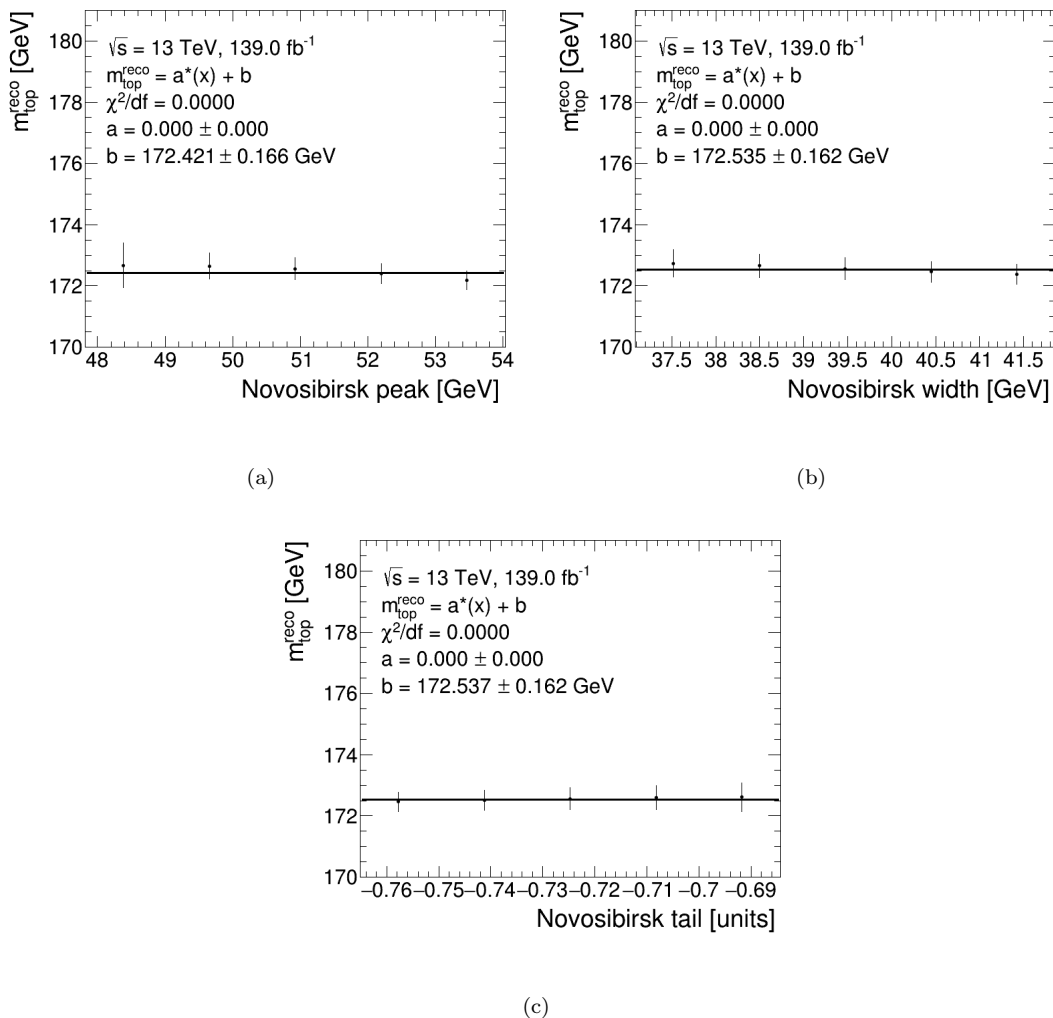 m_top^reco [GeV]
180
178
176
174
172
170
√s = 13 TeV, 139.0 fb⁻¹
m_top^reco = a*(x) + b
χ²/df = 0.0000
a = 0.000 ± 0.000
b = 172.421 ± 0.166 GeV
48 49 50 51 52 53 54
Novosibirsk peak [GeV]
(a)
m_top^reco [GeV]
180
178
176
174
172
170
√s = 13 TeV, 139.0 fb⁻¹
m_top^reco = a*(x) + b
χ²/df = 0.0000
a = 0.000 ± 0.000
b = 172.535 ± 0.162 GeV
37.5 38 38.5 39 39.5 40 40.5 41 41.5
Novosibirsk width [GeV]
(b)
m_top^reco [GeV]
180
178
176
174
172
170
√s = 13 TeV, 139.0 fb⁻¹
m_top^reco = a*(x) + b
χ²/df = 0.0000
a = 0.000 ± 0.000
b = 172.537 ± 0.162 GeV
−0.76 −0.75 −0.74 −0.73 −0.72 −0.71 −0.7 −0.69
Novosibirsk tail [units]
(c)